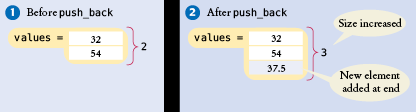 1 Before push_back
values =
32
54
2
2 After push_back
values =
32
54
37.5
3
Size increased
New element
added at end